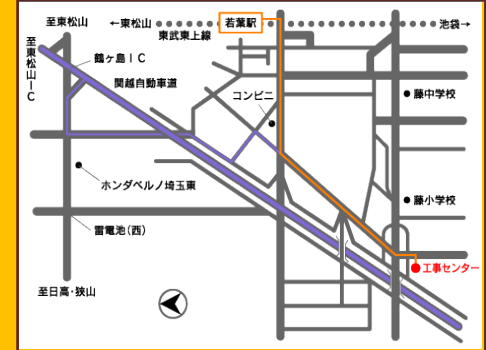 至東松山
←東松山
若葉駅
池袋→
東武東上線
至東松山IC
鶴ヶ島IC
関越自動車道
コンビニ
藤中学校
ホンダベルノ埼玉東
藤小学校
雷電池(西)
工事センター
至日高・狭山